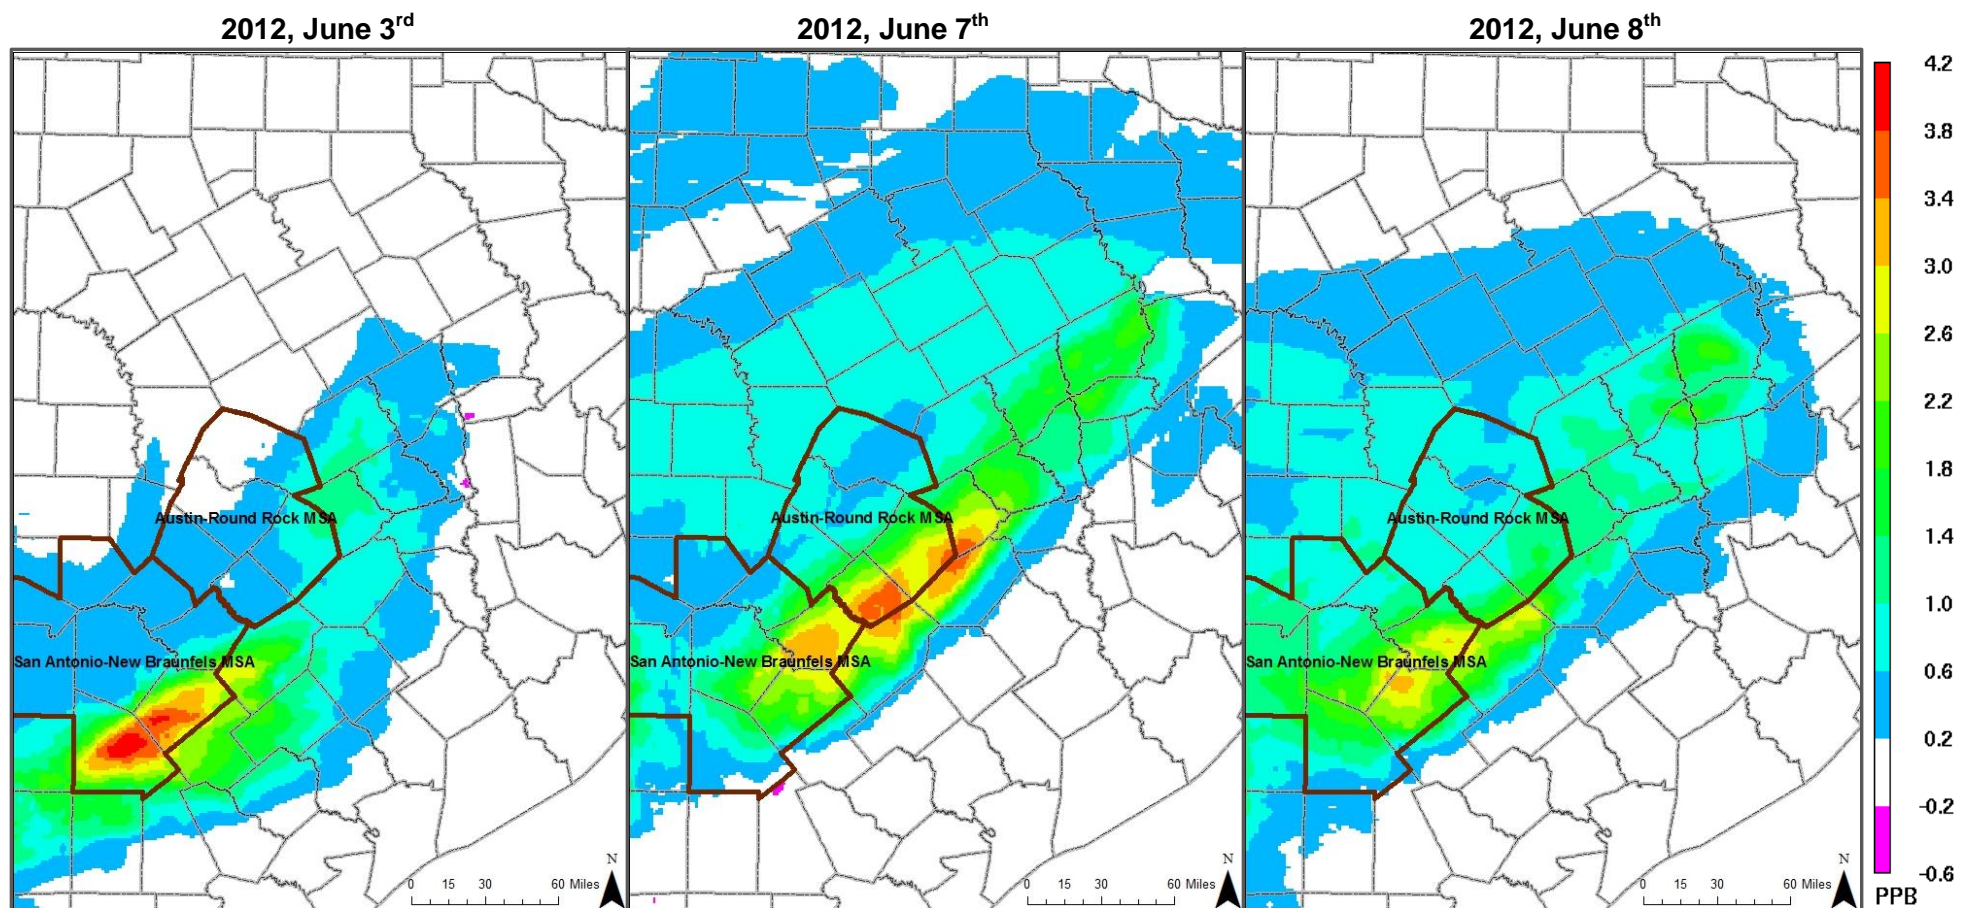 2012, June 3rd
2012, June 7th
2012, June 8th
Austin-Round Rock MSA
San Antonio-New Braunfels MSA
N
0 15 30 60 Miles
Austin-Round Rock MSA
San Antonio-New Braunfels MSA
N
0 15 30 60 Miles
Austin-Round Rock MSA
San Antonio-New Braunfels MSA
N
0 15 30 60 Miles
4.2
3.8
3.4
3.0
2.6
2.2
1.8
1.4
1.0
0.6
0.2
-0.2
-0.6
PPB